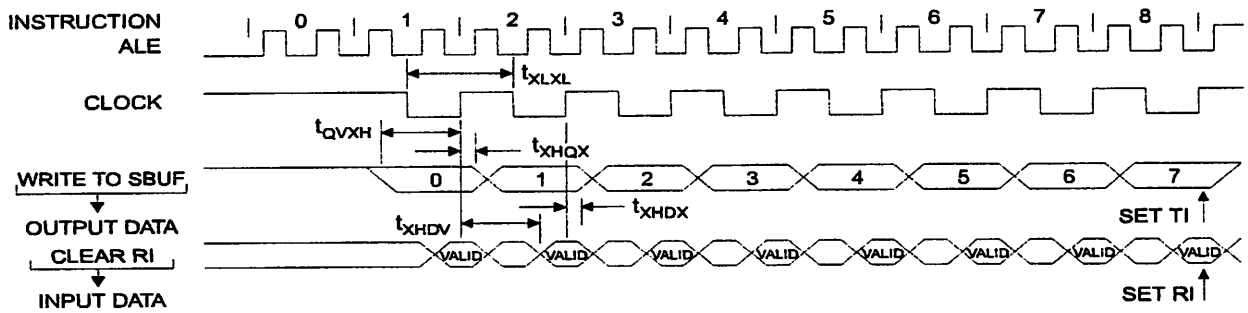 INSTRUCTION
0 1 2 3 4 5 6 7 8
ALE
tXLXL
CLOCK
tQVXH
tXHQX
WRITE TO SBUF
0 1 2 3 4 5 6 7
tXHDV
tXHDX
SET TI
OUTPUT DATA
CLEAR RI
VALID VALID VALID VALID VALID VALID VALID VALID
INPUT DATA
SET RI